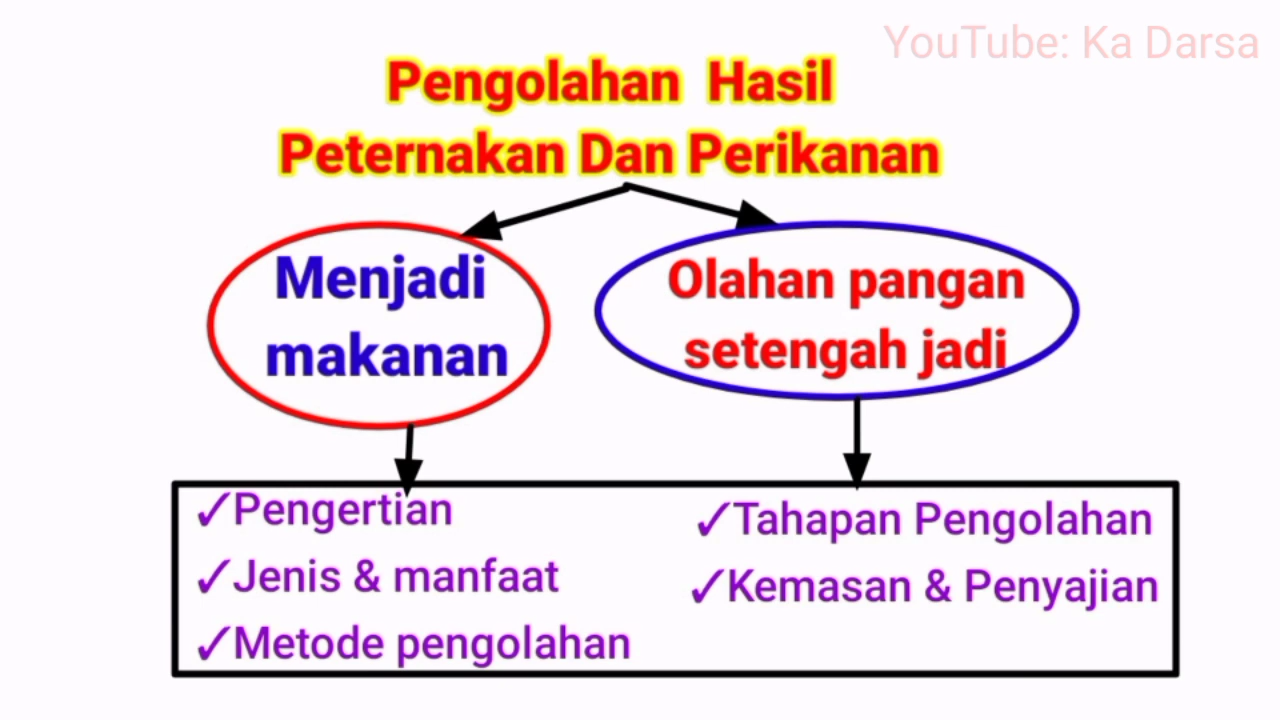 YouTube: Ka Darsa
Pengolahan Hasil
Peternakan Dan Perikanan
Menjadi
makanan
Olahan pangan
setengah jadi
✓Pengertian
✓Jenis & manfaat
✓Metode pengolahan
✓Tahapan Pengolahan
✓Kemasan & Penyajian